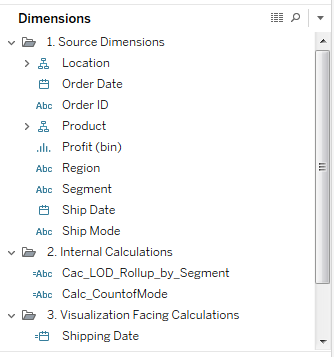 Dimensions
1. Source Dimensions
Location
Order Date
Abc Order ID
Product
Profit (bin)
Abc Region
Abc Segment
Ship Date
Abc Ship Mode
2. Internal Calculations
=Abc Cac_LOD_Rollup_by_Segment
=Abc Calc_CountofMode
3. Visualization Facing Calculations
Shipping Date